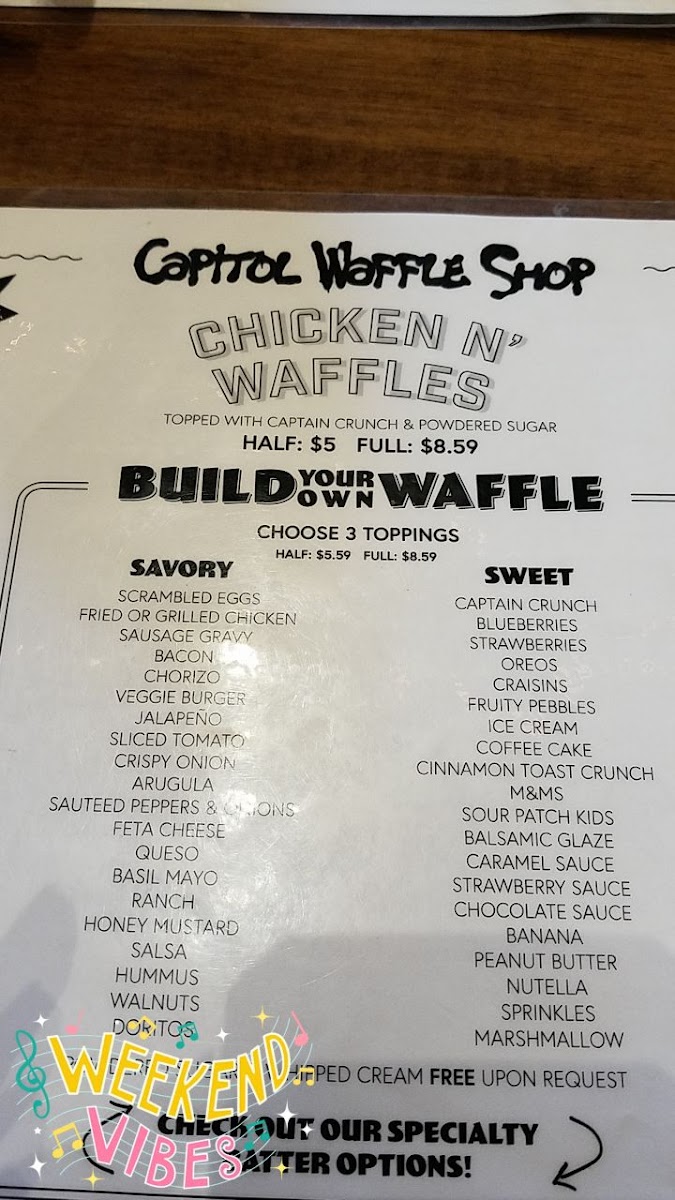 Capitol Waffle Shop
CHICKEN N'
WAFFLES
TOPPED WITH CAPTAIN CRUNCH & POWDERED SUGAR
HALF: $5 FULL: $8.59
BUILD YOUR OWN WAFFLE
CHOOSE 3 TOPPINGS
HALF: $5.59 FULL: $8.59
SAVORY
SCRAMBLED EGGS
FRIED OR GRILLED CHICKEN
SAUSAGE GRAVY
BACON
CHORIZO
VEGGIE BURGER
JALAPEÑO
SLICED TOMATO
CRISPY ONION
ARUGULA
SAUTEED PEPPERS & ONIONS
FETA CHEESE
QUESO
BASIL MAYO
RANCH
HONEY MUSTARD
SALSA
HUMMUS
WALNUTS
DORITOS
SWEET
CAPTAIN CRUNCH
BLUEBERRIES
STRAWBERRIES
OREOS
CRAISINS
FRUITY PEBBLES
ICE CREAM
COFFEE CAKE
CINNAMON TOAST CRUNCH
M&MS
SOUR PATCH KIDS
BALSAMIC GLAZE
CARAMEL SAUCE
STRAWBERRY SAUCE
CHOCOLATE SAUCE
BANANA
PEANUT BUTTER
NUTELLA
SPRINKLES
MARSHMALLOW
CREAM FREE UPON REQUEST
CHECK OUT OUR SPECIALTY
BATTER OPTIONS!
WEEKEND
VIBES